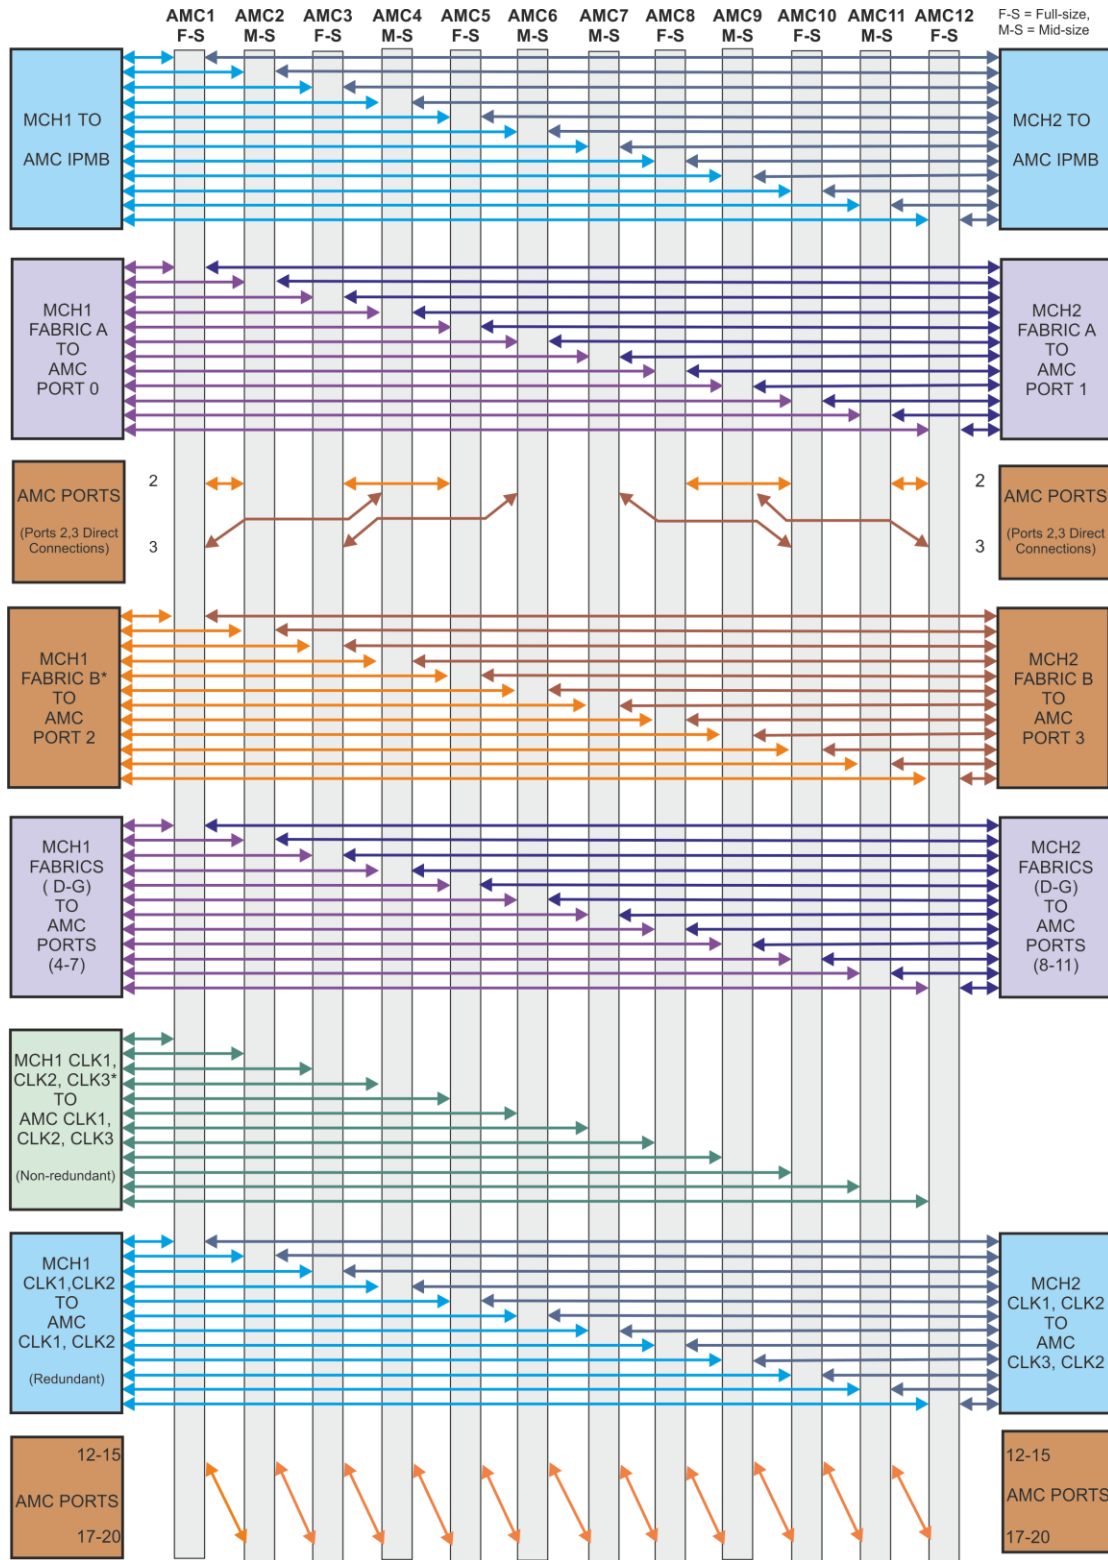 AMC1 AMC2 AMC3 AMC4 AMC5 AMC6 AMC7 AMC8 AMC9 AMC10 AMC11 AMC12
F-S M-S F-S M-S F-S M-S M-S F-S M-S F-S M-S F-S
F-S = Full-size,
M-S = Mid-size
MCH1 TO
AMC IPMB
MCH2 TO
AMC IPMB
MCH1
FABRIC A
TO
AMC
PORT 0
MCH2
FABRIC A
TO
AMC
PORT 1
AMC PORTS
(Ports 2,3 Direct
Connections)
2
3
2
3
AMC PORTS
(Ports 2,3 Direct
Connections)
MCH1
FABRIC B*
TO
AMC
PORT 2
MCH2
FABRIC B
TO
AMC
PORT 3
MCH1
FABRICS
( D-G)
TO
AMC
PORTS
(4-7)
MCH2
FABRICS
(D-G)
TO
AMC
PORTS
(8-11)
MCH1 CLK1,
CLK2, CLK3*
TO
AMC CLK1,
CLK2, CLK3
(Non-redundant)
MCH1
CLK1,CLK2
TO
AMC
CLK1, CLK2
(Redundant)
MCH2
CLK1, CLK2
TO
AMC
CLK3, CLK2
12-15
AMC PORTS
17-20
12-15
AMC PORTS
17-20